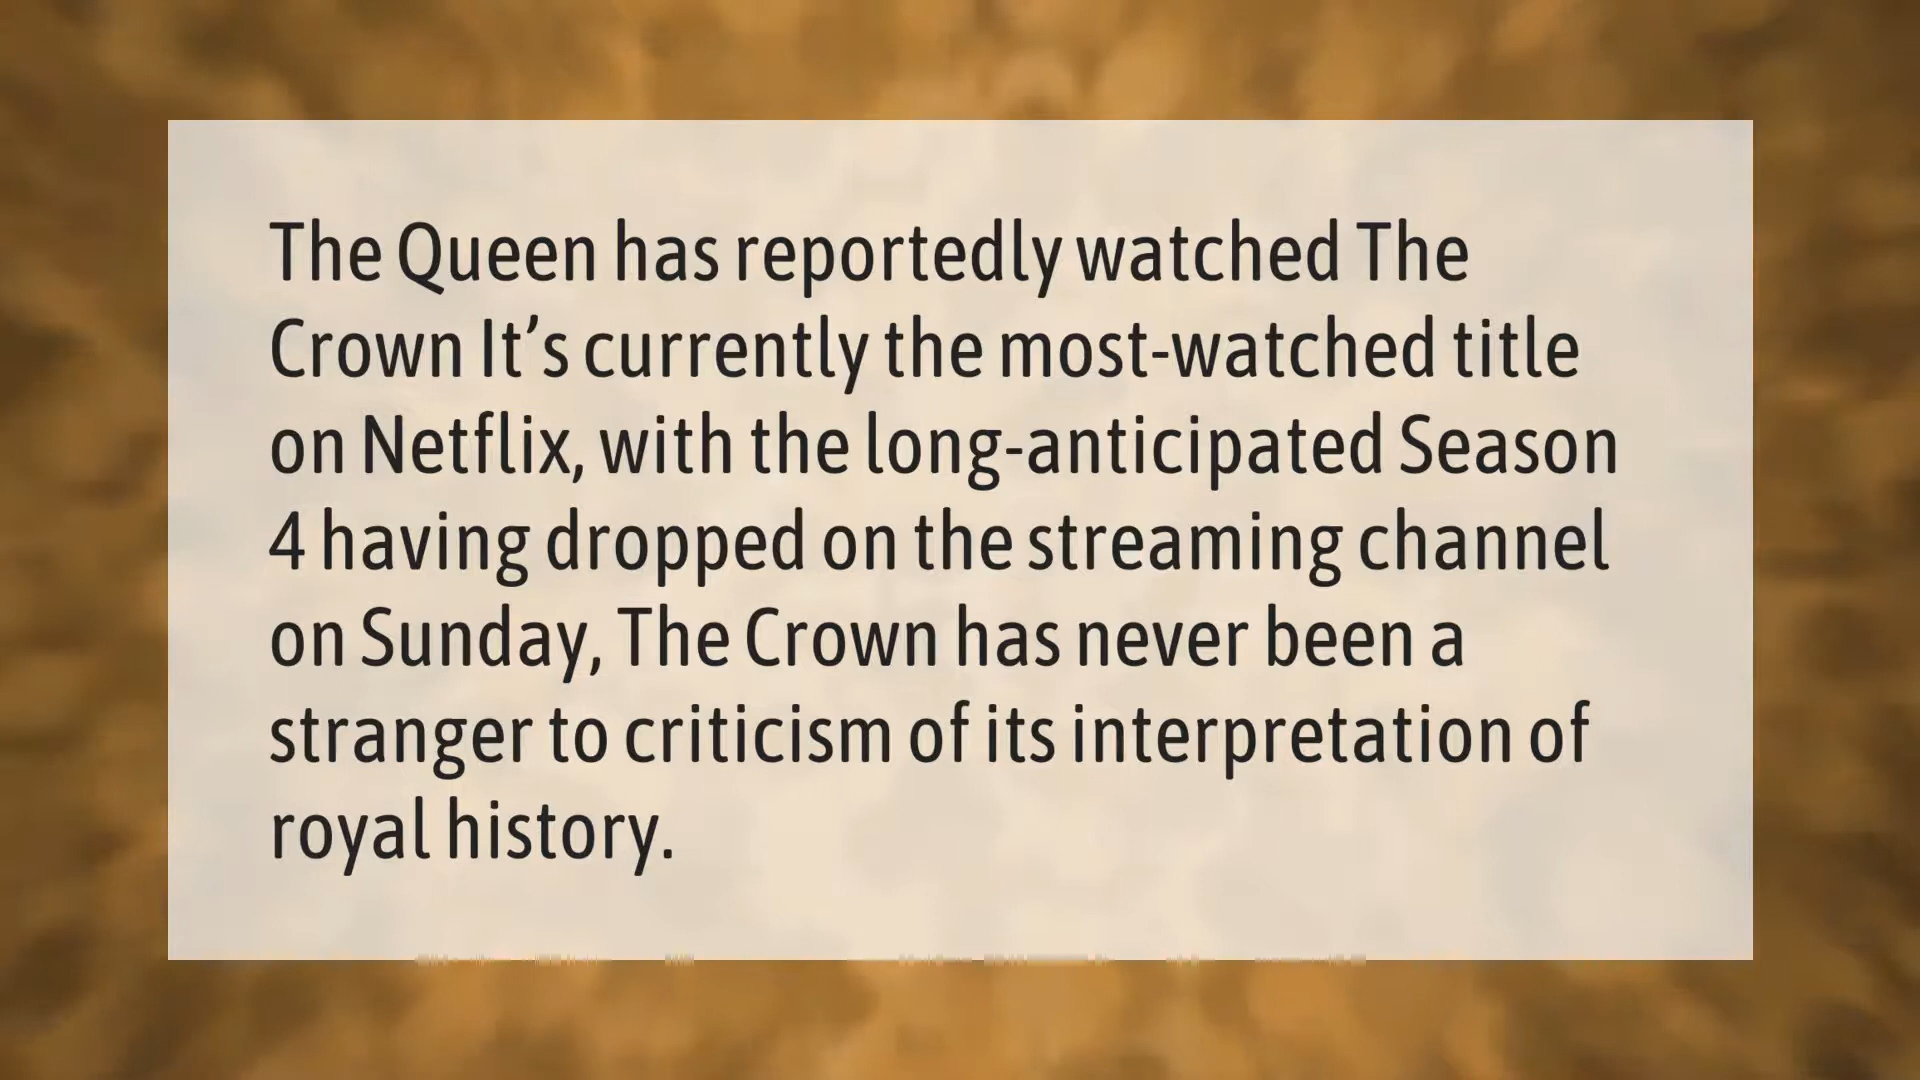 The Queen has reportedly watched The
Crown It’s currently the most-watched title
on Netflix, with the long-anticipated Season
4 having dropped on the streaming channel
on Sunday, The Crown has never been a
stranger to criticism of its interpretation of
royal history.